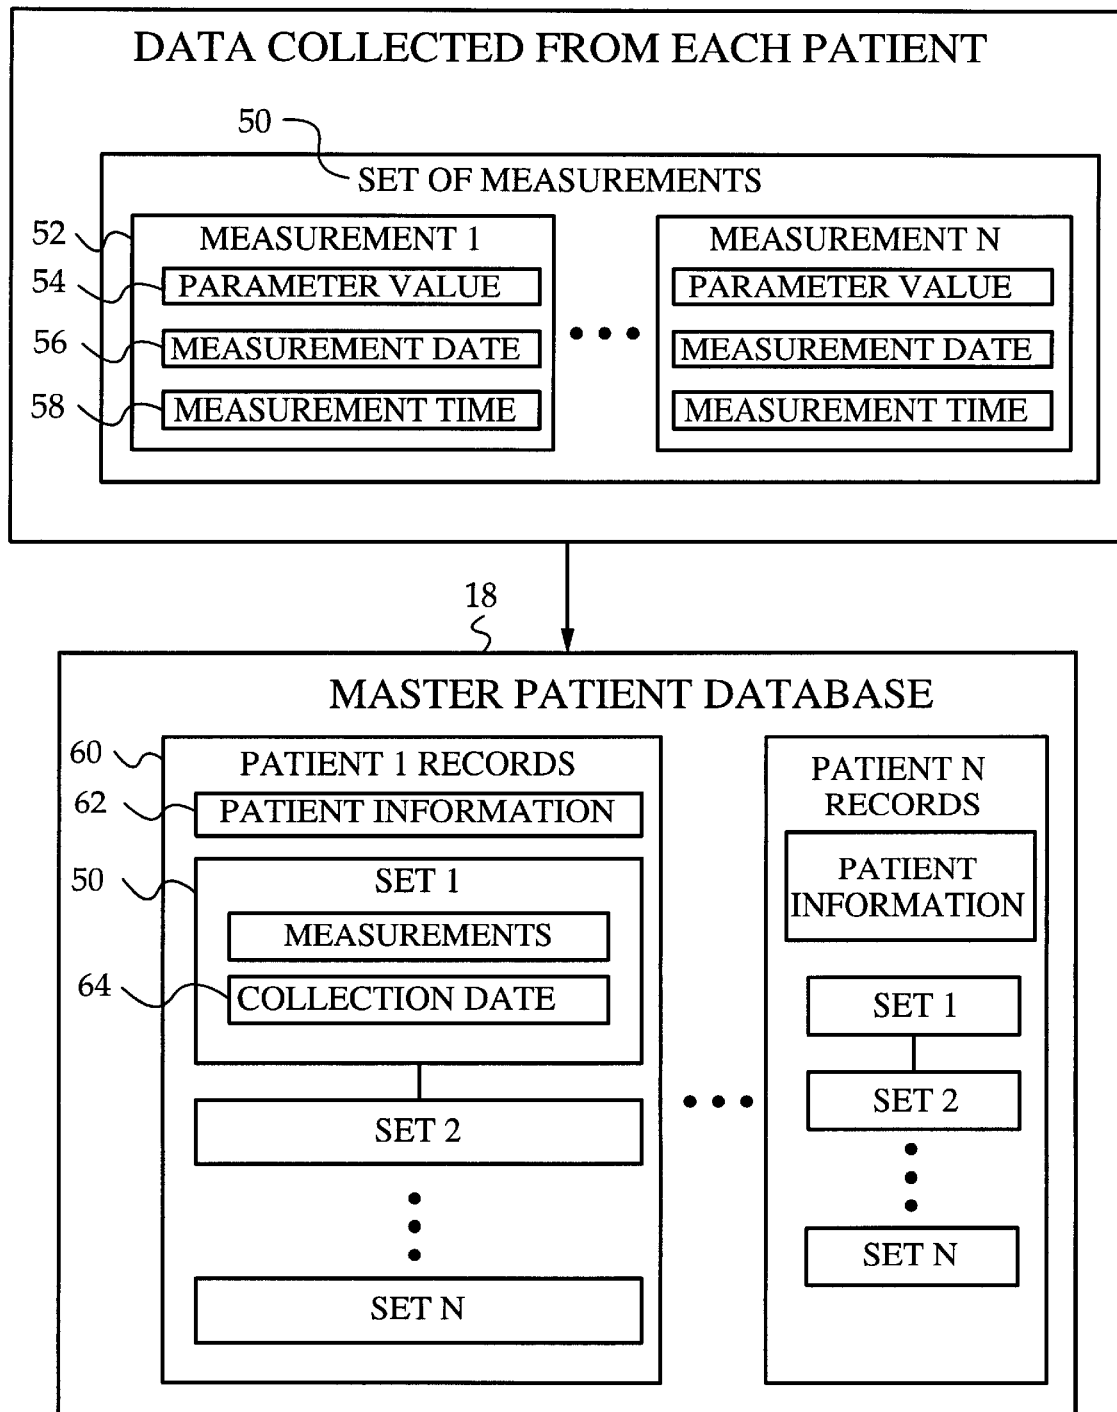 DATA COLLECTED FROM EACH PATIENT
50
SET OF MEASUREMENTS
52
MEASUREMENT 1
54
PARAMETER VALUE
56
MEASUREMENT DATE
58
MEASUREMENT TIME
MEASUREMENT N
PARAMETER VALUE
MEASUREMENT DATE
MEASUREMENT TIME
18
MASTER PATIENT DATABASE
60
PATIENT 1 RECORDS
62
PATIENT INFORMATION
50
SET 1
MEASUREMENTS
64
COLLECTION DATE
SET 2
SET N
PATIENT N
RECORDS
PATIENT
INFORMATION
SET 1
SET 2
SET N